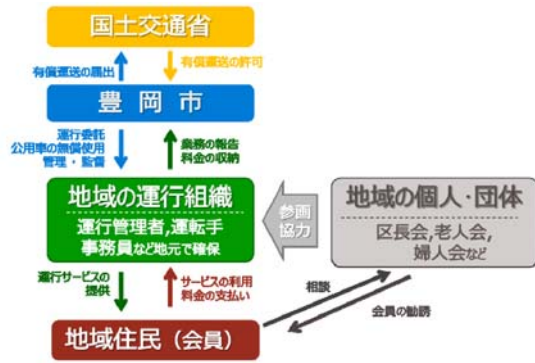 国土交通省
有償運送の届出
有償運送の許可
豊岡市
運行委託
公用車の無償使用
管理・監督
業務の報告
料金の収納
地域の運行組織
運行管理者,運転手
事務員など地元で確保
参画
協力
地域の個人・団体
区長会,老人会,
婦人会など
運行サービスの
提供
サービスの利用
料金の支払い
相談
会員の勧誘
地域住民（会員）